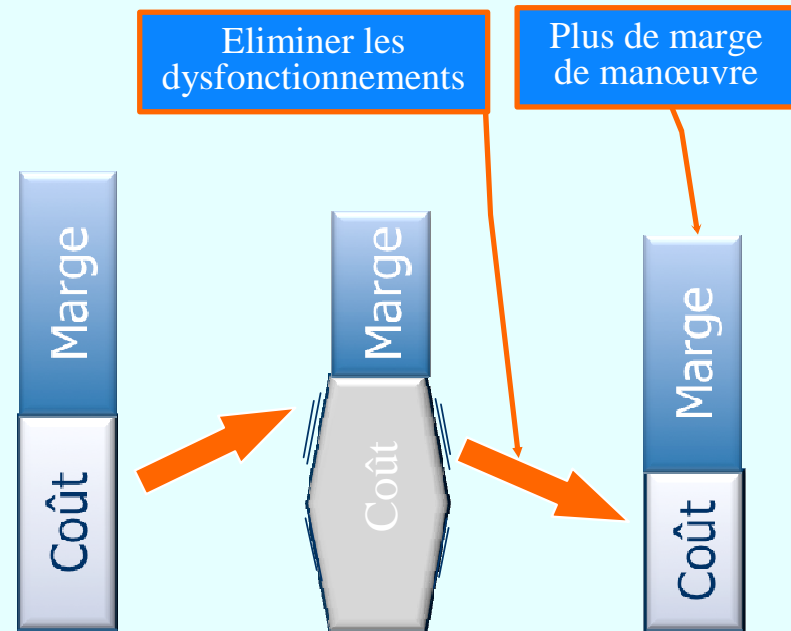 Eliminer les
dysfonctionnements
Plus de marge
de manœuvre
Marge
Coût
Marge
Coût
Marge
Coût